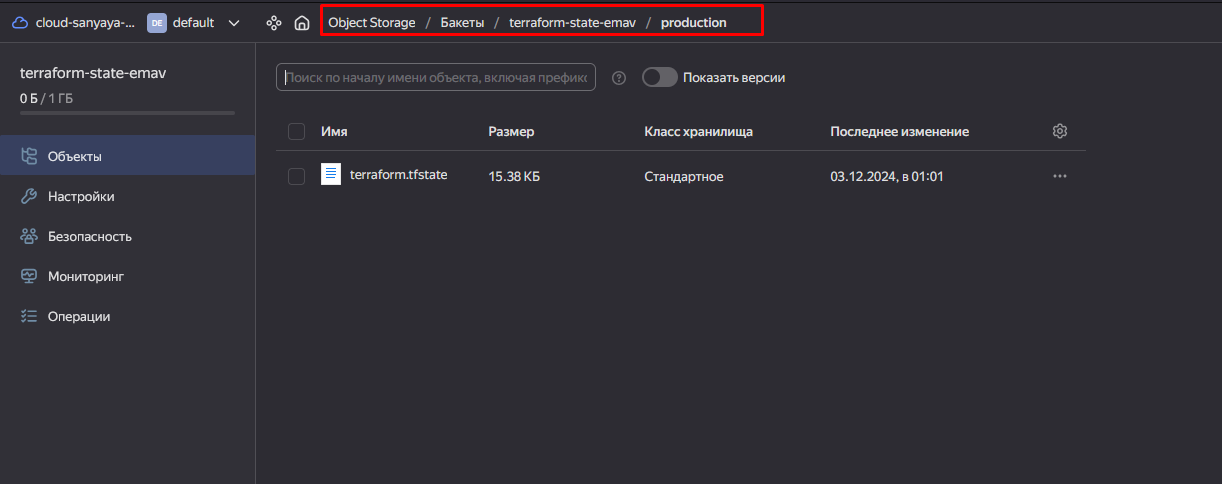 cloud-sanyaya-... DE default Object Storage / Бакеты / terraform-state-emav / production
terraform-state-emav
0 Б / 1 ГБ
Объекты
Настройки
Безопасность
Мониторинг
Операции
Поиск по началу имени объекта, включая префикс ? Показать версии
Имя Размер Класс хранилища Последнее изменение
terraform.tfstate 15.38 КБ Стандартное 03.12.2024, в 01:01 ...